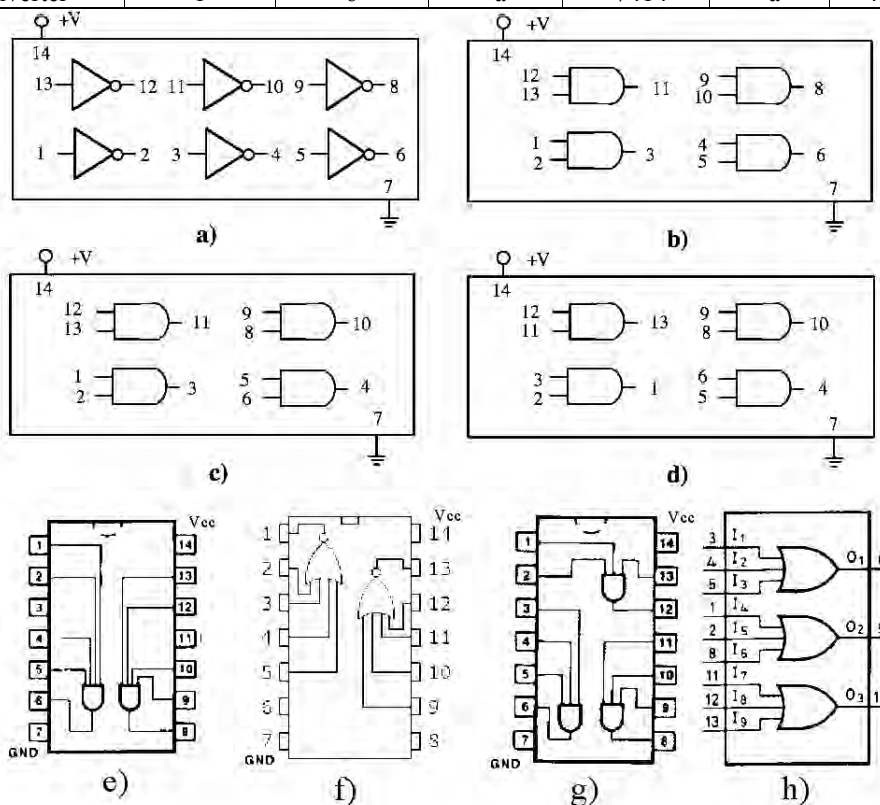 +V
14
13 12 11 10 9 8
1 2 3 4 5 6
7
a)
+V
14
12 13 11 9 10 8
1 2 3 4 5 6
7
b)
+V
14
12 13 11 9 8 10
1 2 3 5 6 4
7
c)
+V
14
12 11 13 9 8 10
3 2 1 6 5 4
7
d)
Vcc
1 14
2 13
3 12
4 11
5 10
6 9
7 8
GND
e)
Vcc
1 14
2 13
3 12
4 11
5 10
6 9
7 8
GND
f)
Vcc
1 14
2 13
3 12
4 11
5 10
6 9
7 8
GND
g)
3 I1
4 I2 O1
5 I3
1 I4
2 I5 O2
8 I6
11 I7
12 I8 O3
13 I9
h)